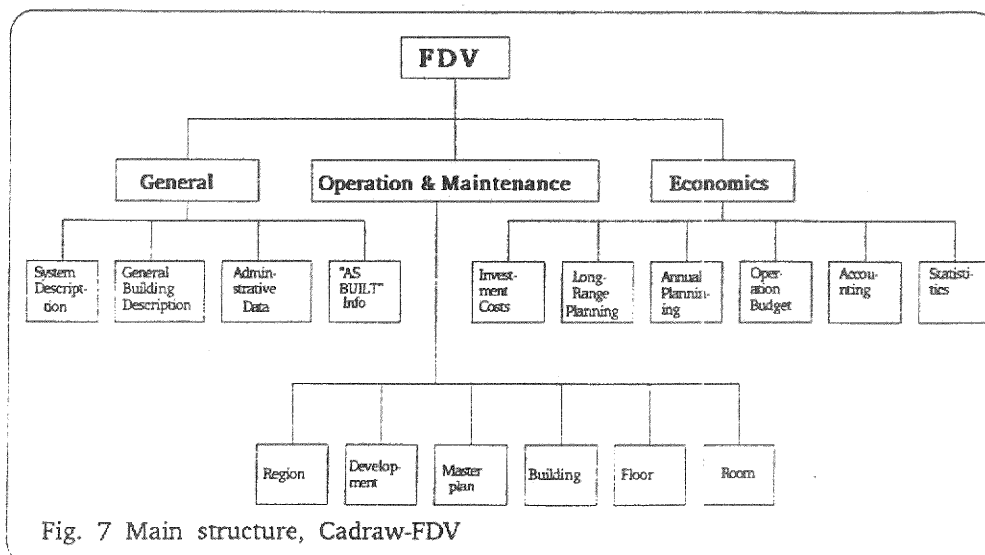 FDV
General
Operation & Maintenance
Economics
System
Descript-
tion
General
Building
Description
Admin-
strative
Data
"AS
BUILT"
Info
Invest-
ment
Costs
Long-
Range
Planning
Annual
Plannin-
ing
Oper-
ation
Budget
Accou-
nting
Statisti-
tics
Region
Develop-
ment
Master
plan
Building
Floor
Room
Fig. 7 Main structure, Cadraw-FDV